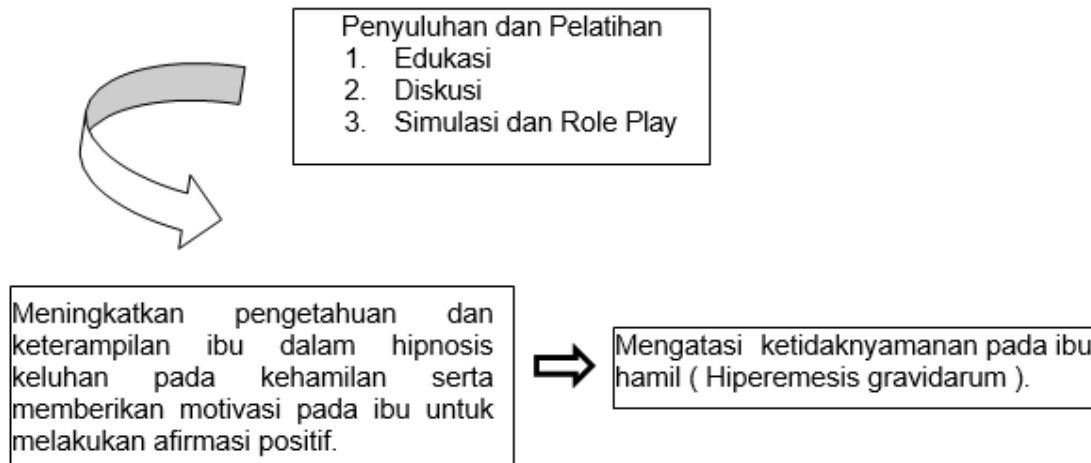 Penyuluhan dan Pelatihan
1. Edukasi
2. Diskusi
3. Simulasi dan Role Play
Meningkatkan pengetahuan dan
keterampilan ibu dalam hipnosis
keluhan pada kehamilan serta
memberikan motivasi pada ibu untuk
melakukan afirmasi positif.
Mengatasi ketidaknyamanan pada ibu
hamil ( Hiperemesis gravidarum ).